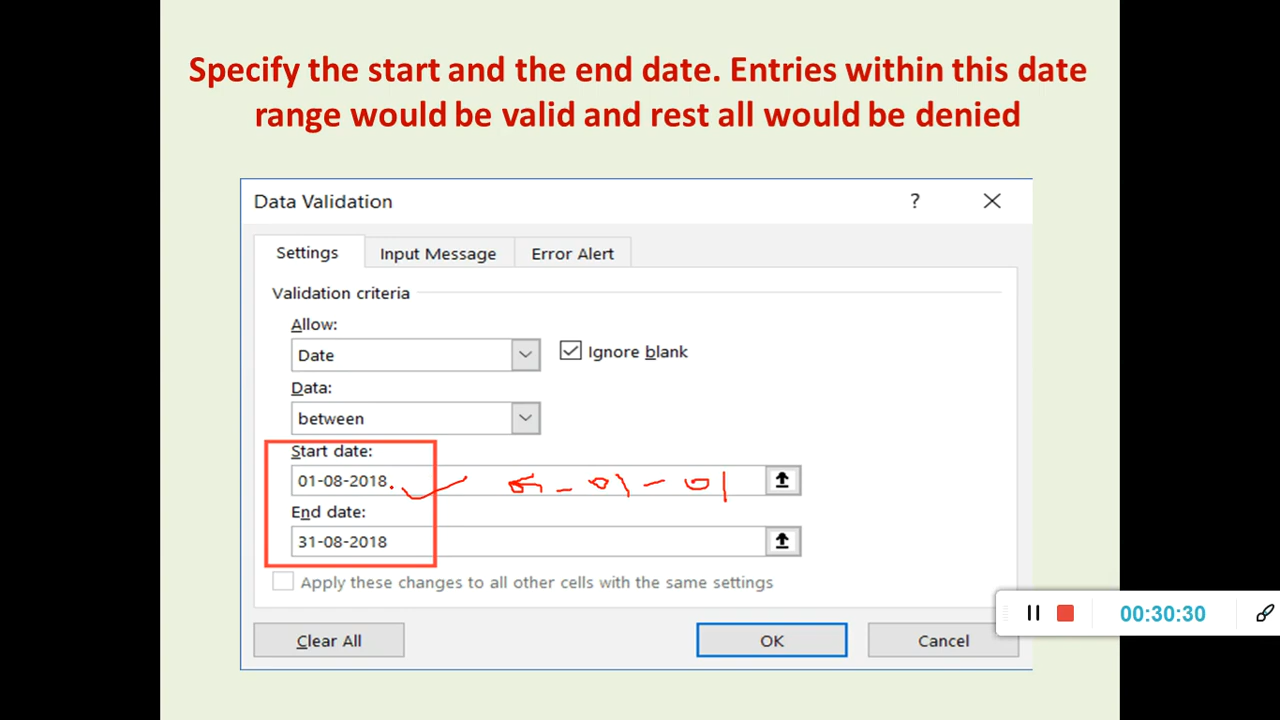 Specify the start and the end date. Entries within this date
range would be valid and rest all would be denied
Data Validation ?
Settings Input Message Error Alert
Validation criteria
Allow:
Date Ignore blank
Data:
between
Start date:
01-08-2018 - 01 - 01
End date:
31-08-2018
Apply these changes to all other cells with the same settings
00:30:30
Clear All OK Cancel